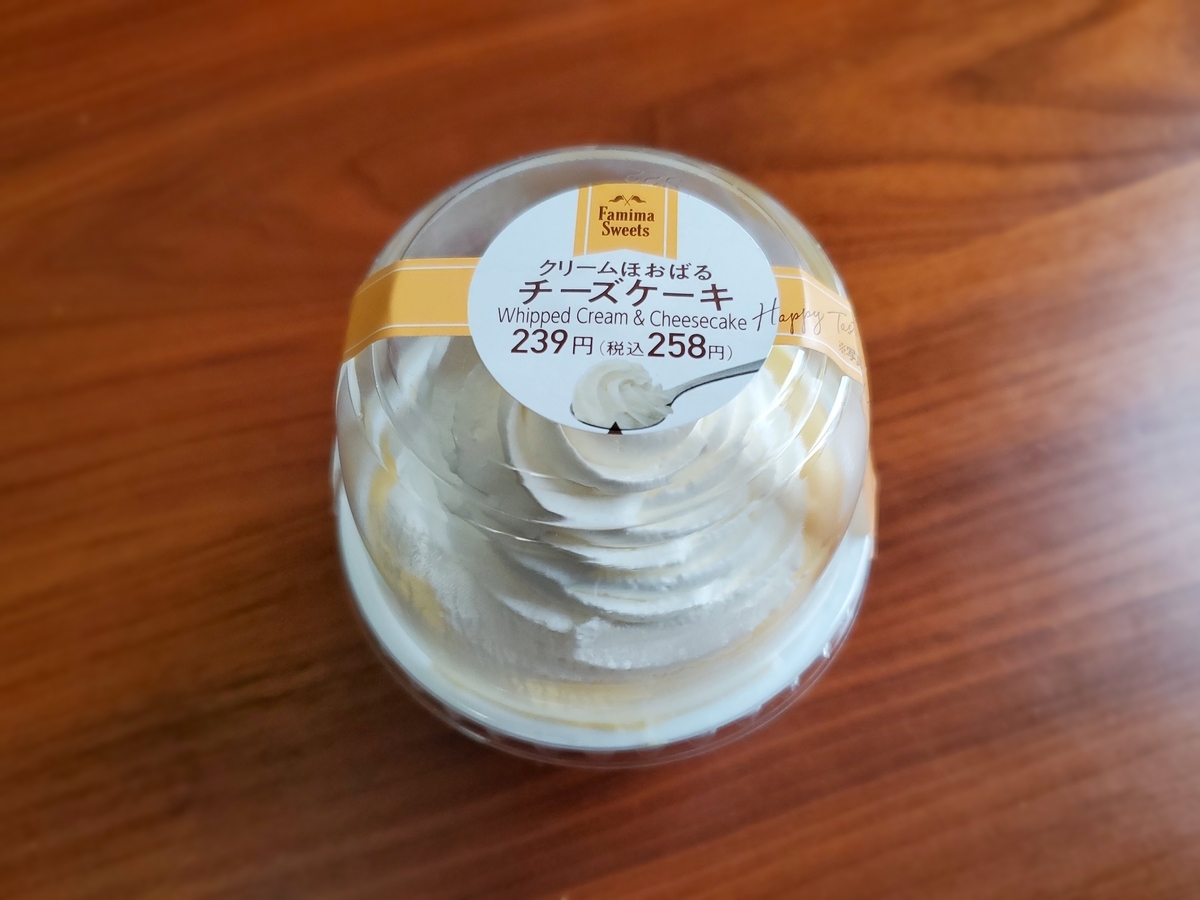 Famima
Sweets
クリームほおばる
チーズケーキ
Whipped Cream & Cheesecake
239円(税込258円)
Happy